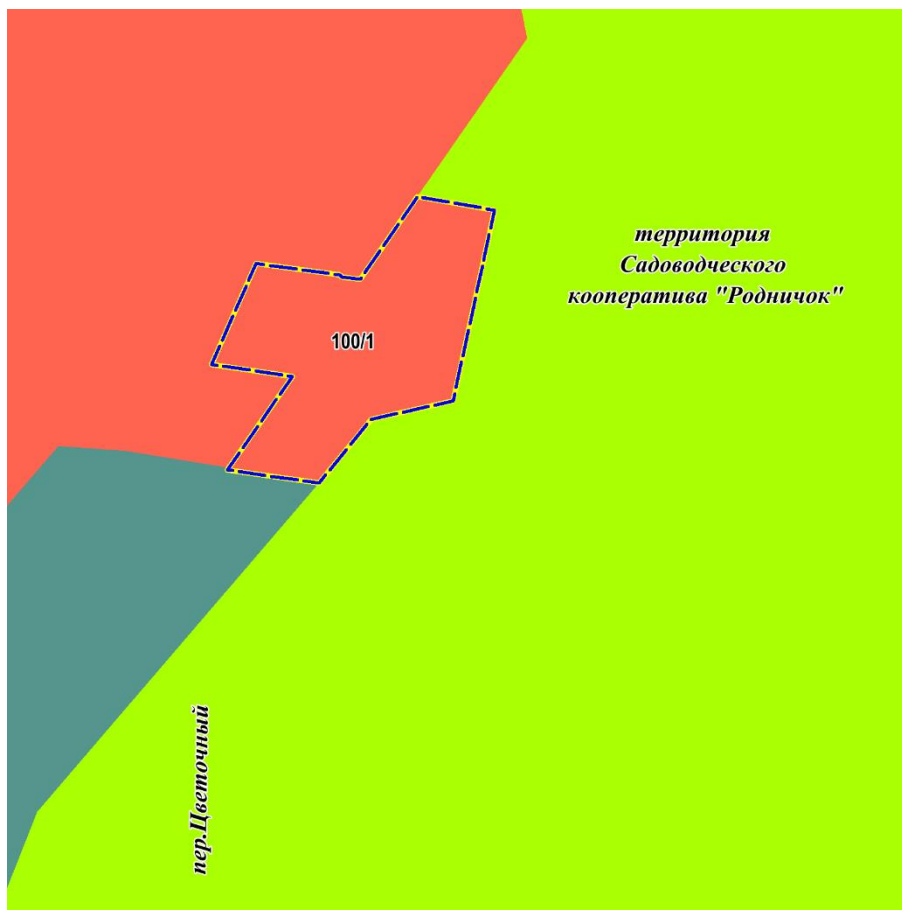 территория
Садоводческого
кооператива "Родничок"
100/1
пер.Цветочный